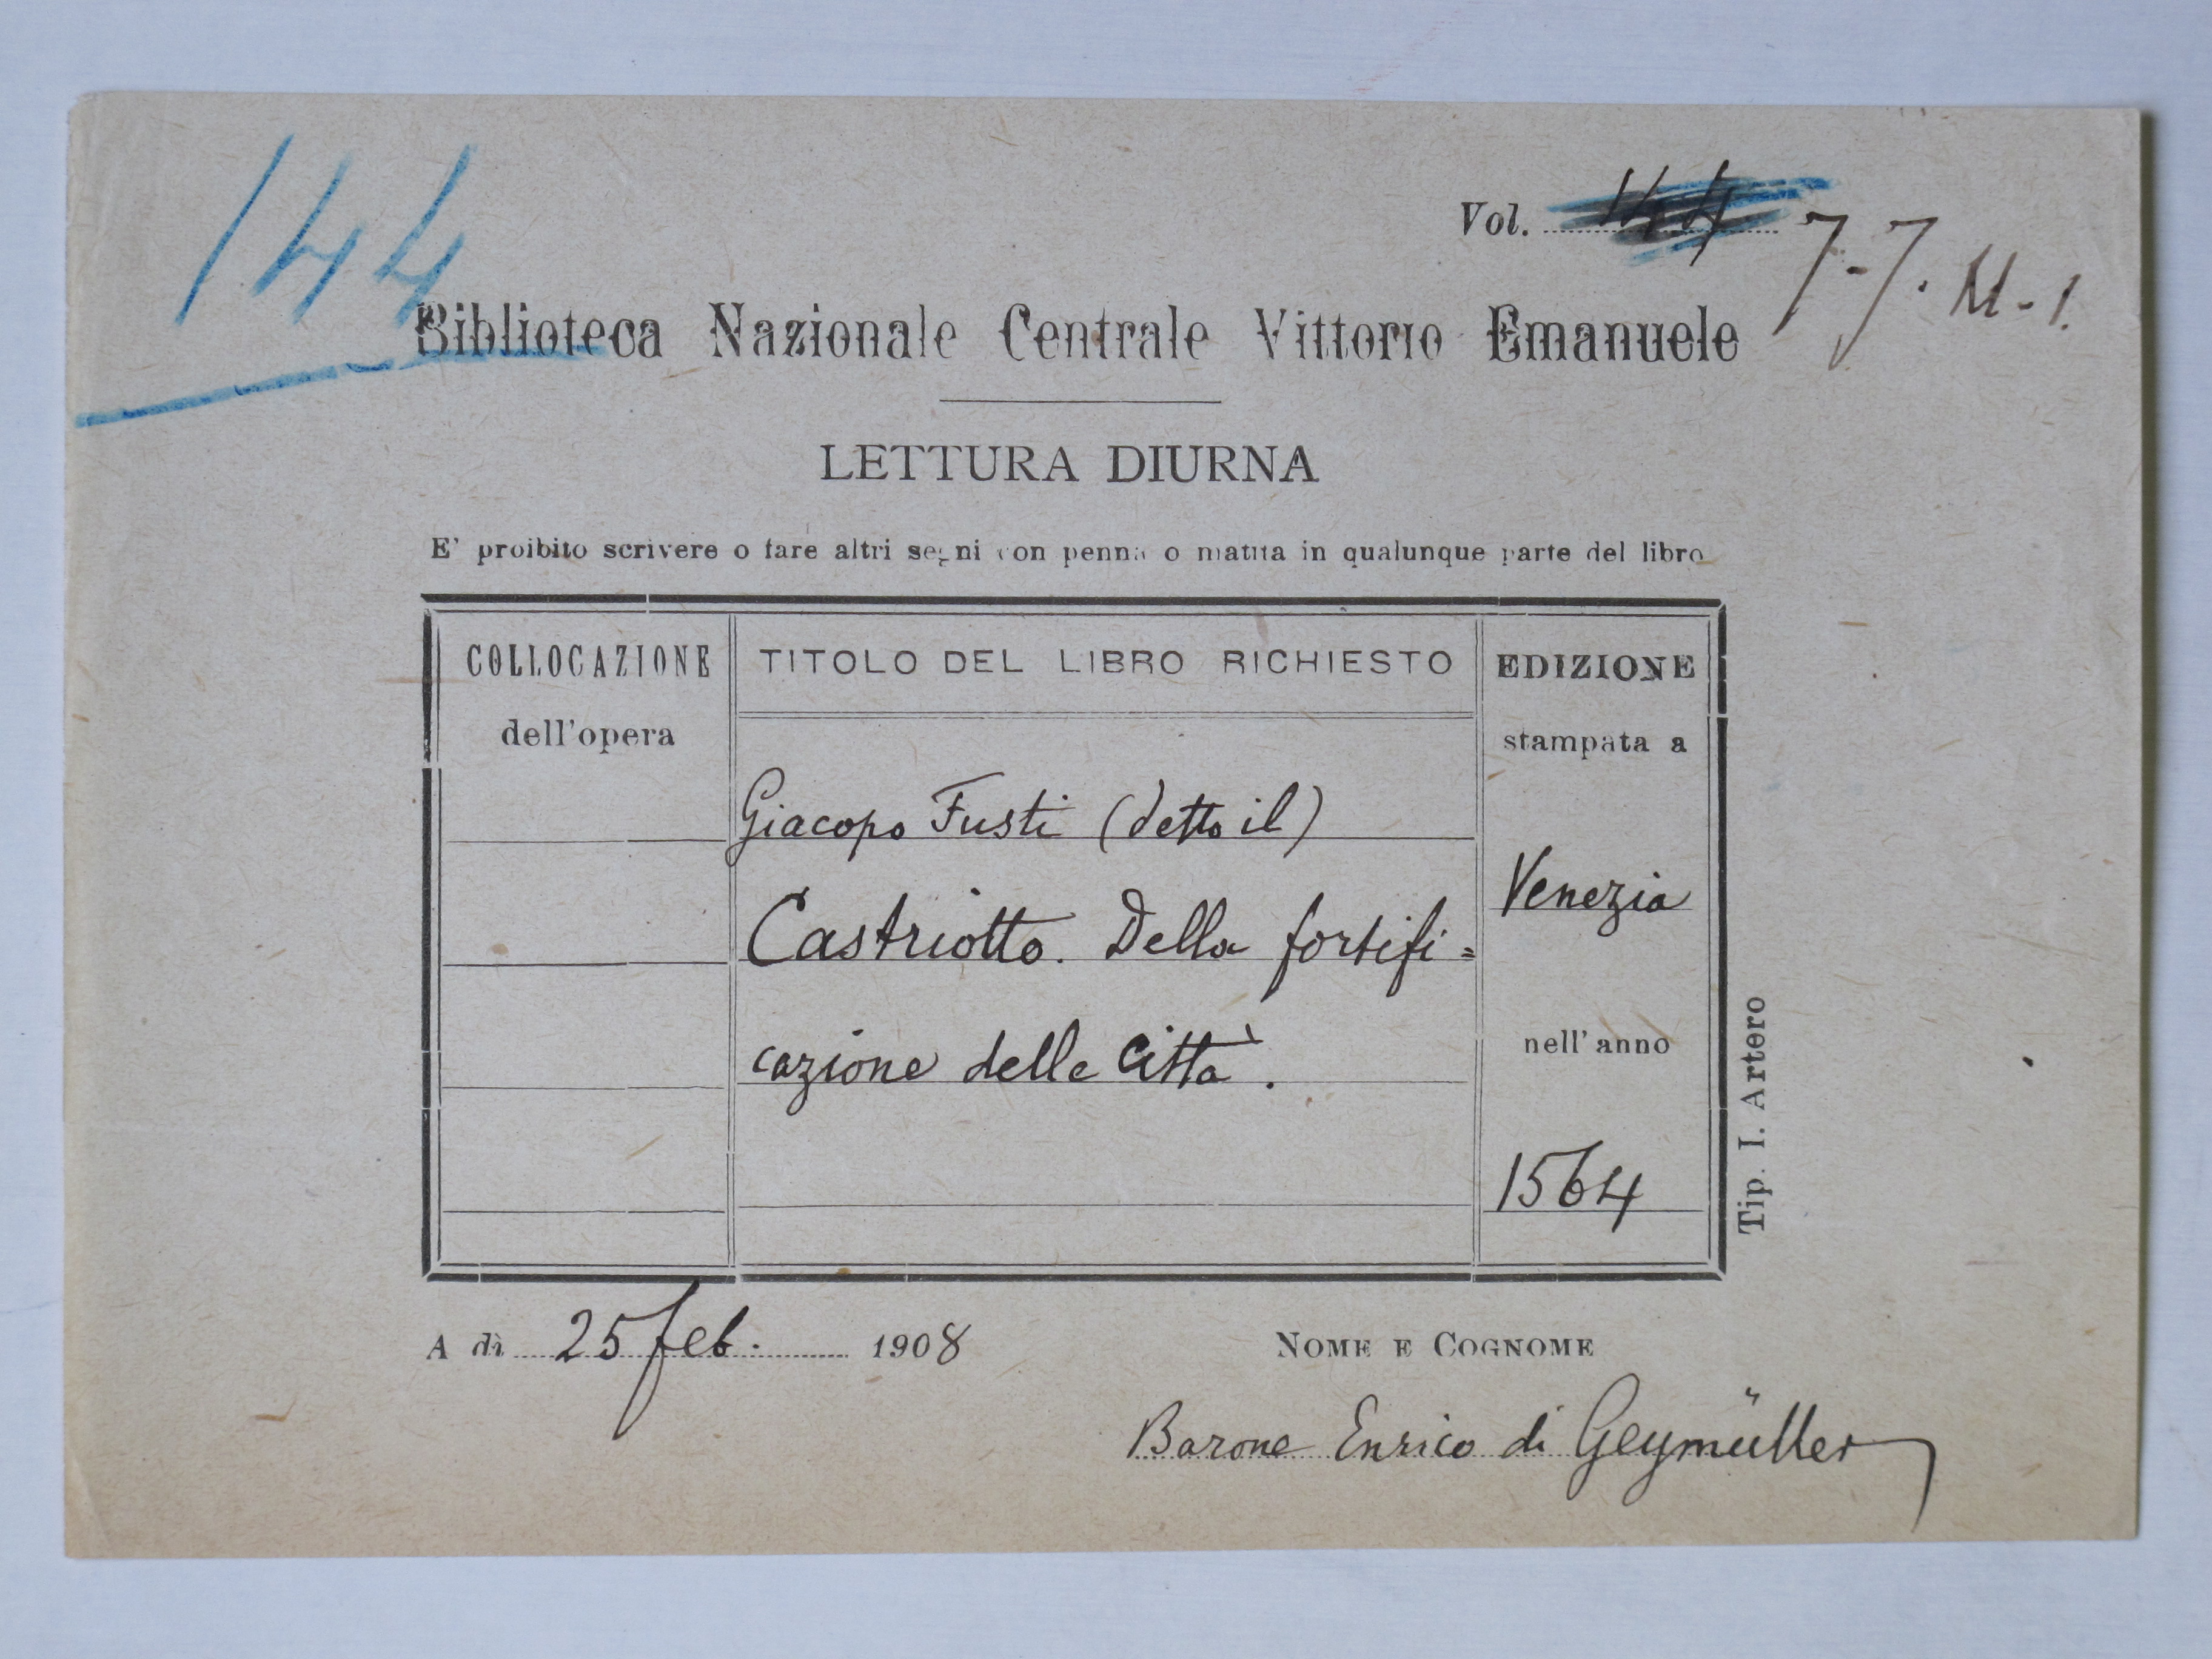 144
Vol. 144 7-7. M-1.
Biblioteca Nazionale Centrale Vittorio Emanuele
LETTURA DIURNA
E' proibito scrivere o fare altri segni con penna o matita in qualunque parte del libro
COLLOCAZIONE
dell'opera
TITOLO DEL LIBRO RICHIESTO
Giacopo Fusti (detto il)
Castriotto. Della fortifi=
cazione delle Città.
EDIZIONE
stampata a
Venezia
nell'anno
1564
Tip. I. Artero
A dì 25 feb. 1908
NOME E COGNOME
Barone Enrico di Geymüller